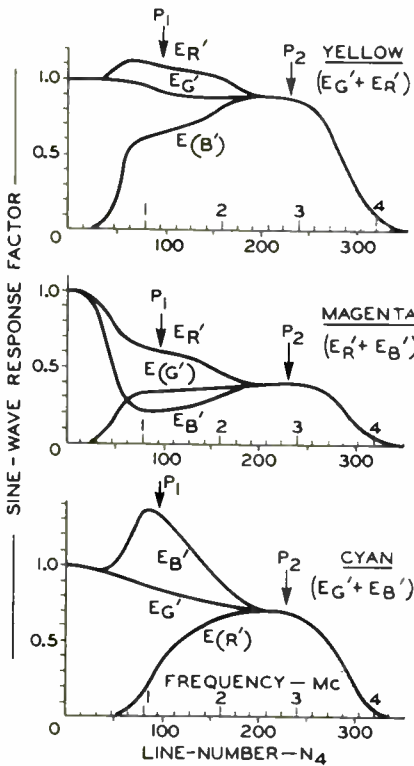 SINE-WAVE RESPONSE FACTOR
P1
ER'
P2
YELLOW
(EG' + ER')
EG'
E(B')
1.0
0.5
0
1
2
3
4
0
100
200
300
P1
ER'
P2
MAGENTA
(ER' + EB')
E(G')
EB'
1.0
0.5
0
1
2
3
4
0
100
200
300
P1
EB'
P2
CYAN
(EG' + EB')
EG'
E(R')
1.0
0.5
0
FREQUENCY — MC
1
2
3
4
0
100
200
300
LINE-NUMBER—N4